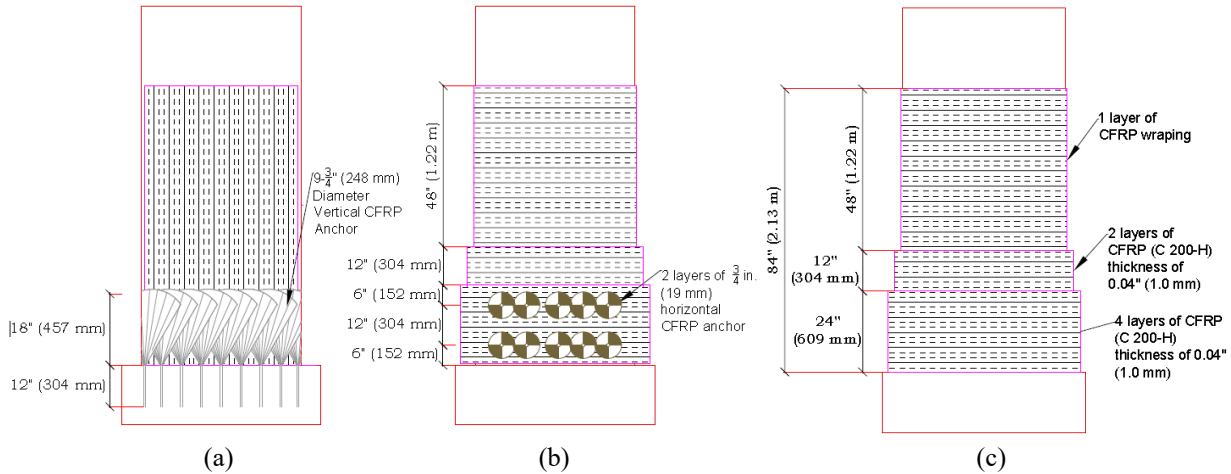 9-3/4" (248 mm)
Diameter
Vertical CFRP
Anchor
18" (457 mm)
12" (304 mm)
(a)
48" (1.22 m)
12" (304 mm)
6" (152 mm)
12" (304 mm)
6" (152 mm)
2 layers of 3/4 in.
(19 mm)
horizontal
CFRP anchor
(b)
84" (2.13 m)
48" (1.22 m)
12"
(304 mm)
24"
(609 mm)
1 layer of
CFRP wraping
2 layers of
CFRP (C 200-H)
thickness of
0.04" (1.0 mm)
4 layers of CFRP
(C 200-H)
thickness of 0.04"
(1.0 mm)
(c)